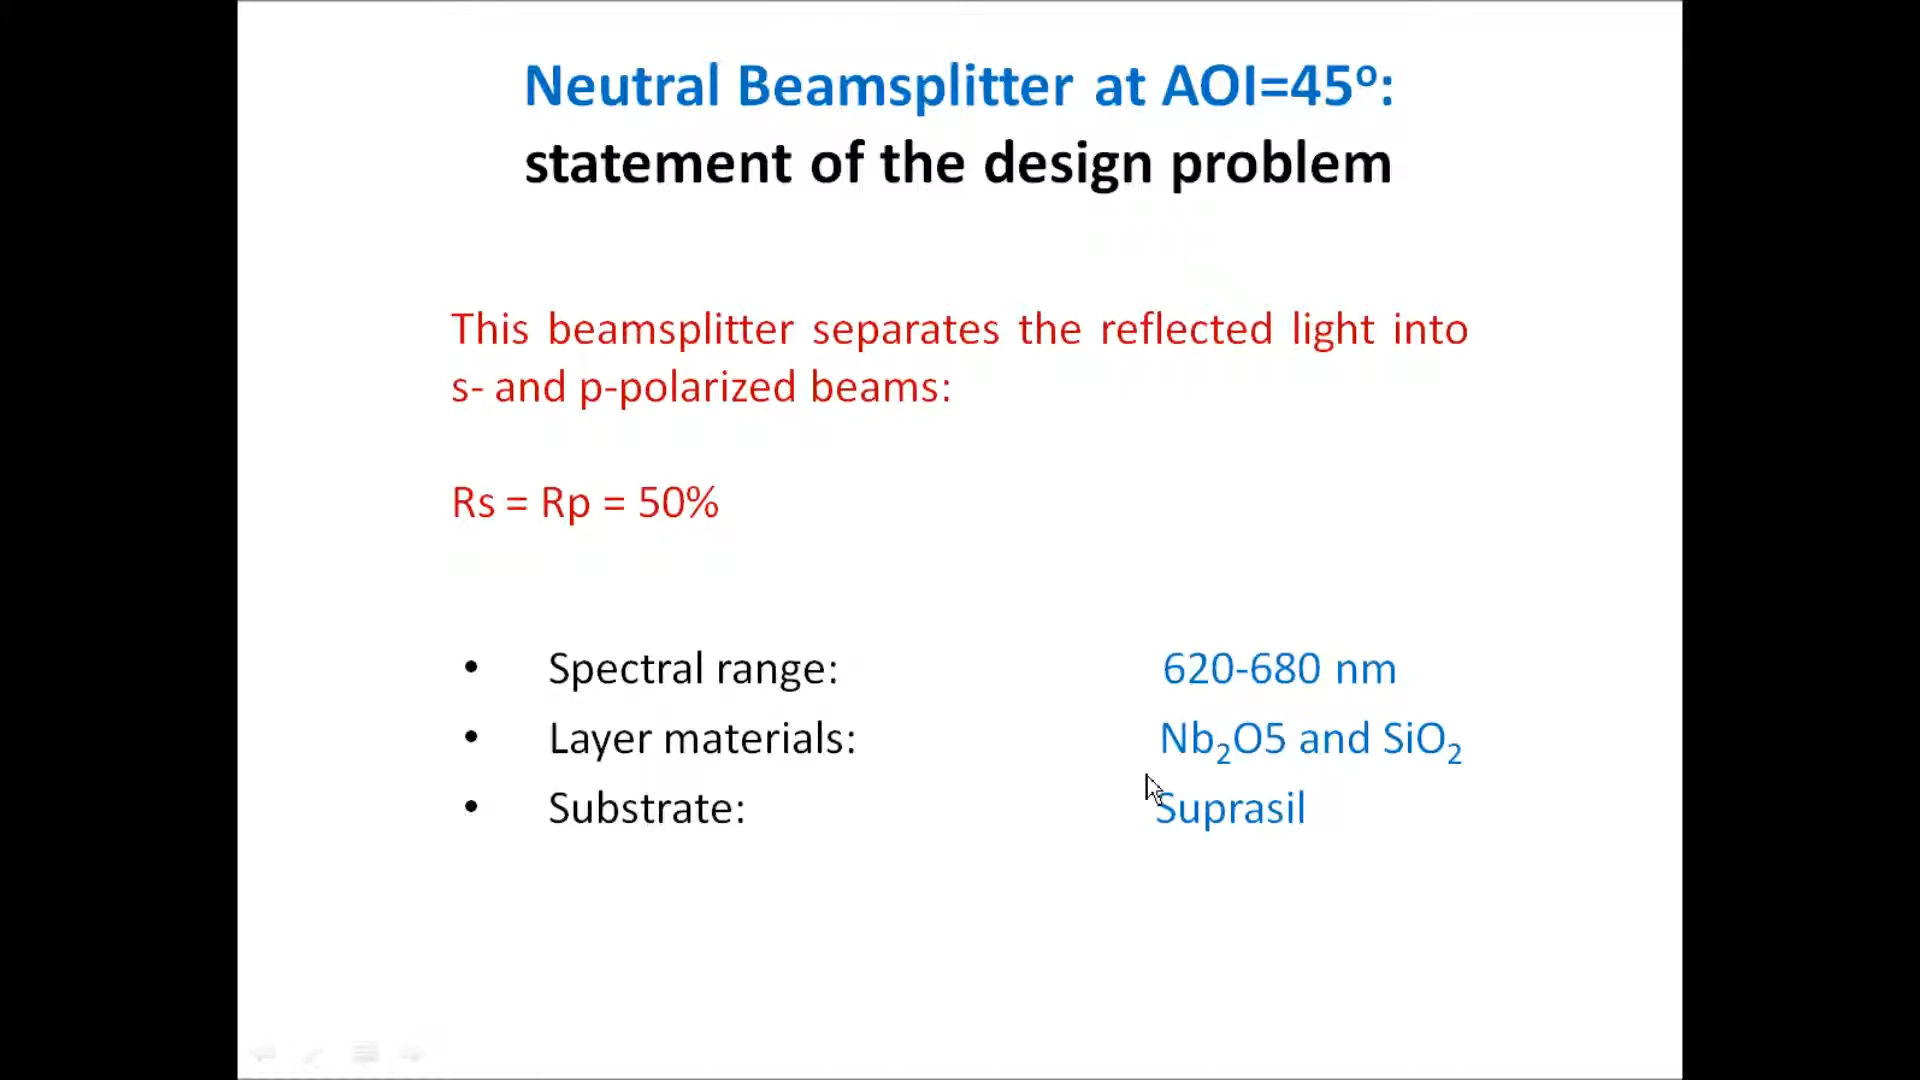 Neutral Beamsplitter at AOI=45º:
statement of the design problem
This beamsplitter separates the reflected light into
s- and p-polarized beams:
Rs = Rp = 50%
• Spectral range: 620-680 nm
• Layer materials: Nb₂O5 and SiO₂
• Substrate: Suprasil